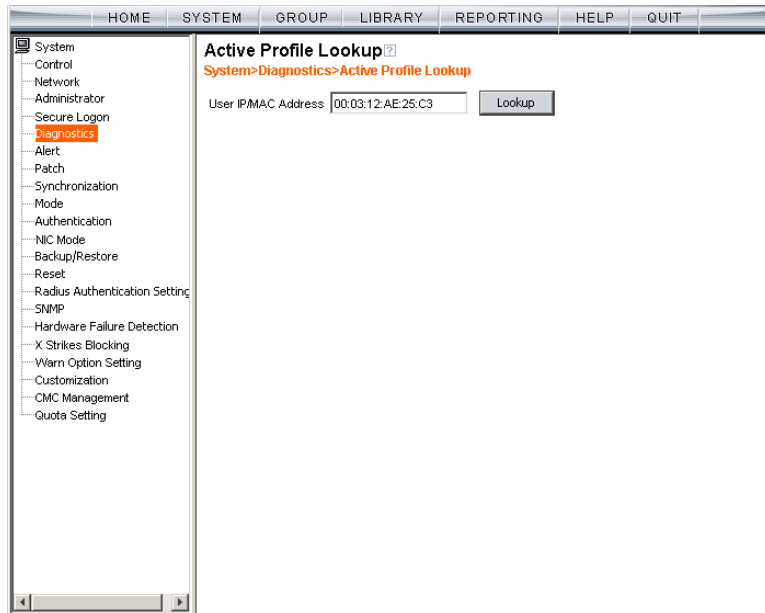 HOME SYSTEM GROUP LIBRARY REPORTING HELP QUIT
System
Control
Network
Administrator
Secure Logon
Diagnostics
Alert
Patch
Synchronization
Mode
Authentication
NIC Mode
Backup/Restore
Reset
Radius Authentication Setting
SNMP
Hardware Failure Detection
X Strikes Blocking
Warn Option Setting
Customization
CMC Management
Quota Setting
Active Profile Lookup ?
System>Diagnostics>Active Profile Lookup
User IP/MAC Address 00:03:12:AE:25:C3 Lookup